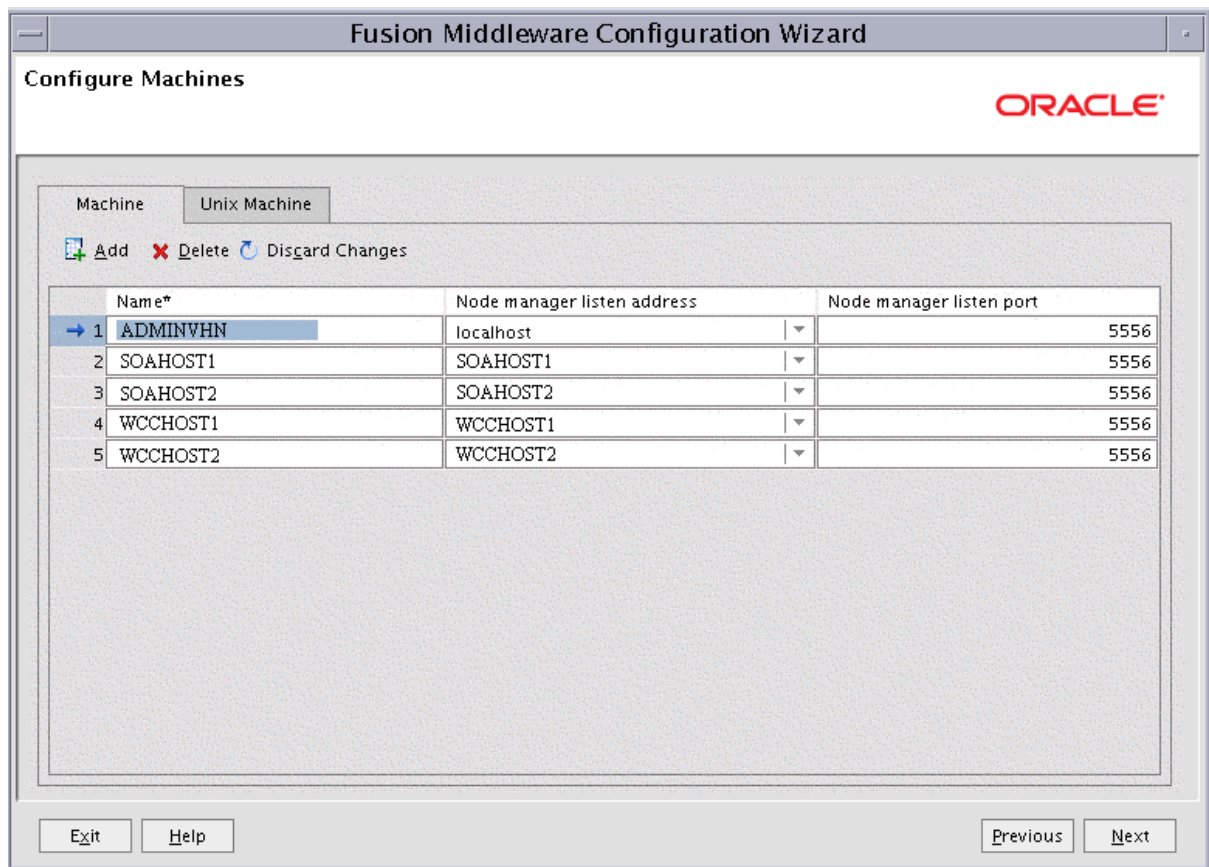 Fusion Middleware Configuration Wizard
Configure Machines
ORACLE
Machine Unix Machine
Add Delete Discard Changes
Name* Node manager listen address Node manager listen port
1 ADMINVHN localhost 5556
2 SOAHOST1 SOAHOST1 5556
3 SOAHOST2 SOAHOST2 5556
4 WCCHOST1 WCCHOST1 5556
5 WCCHOST2 WCCHOST2 5556
Exit Help Previous Next